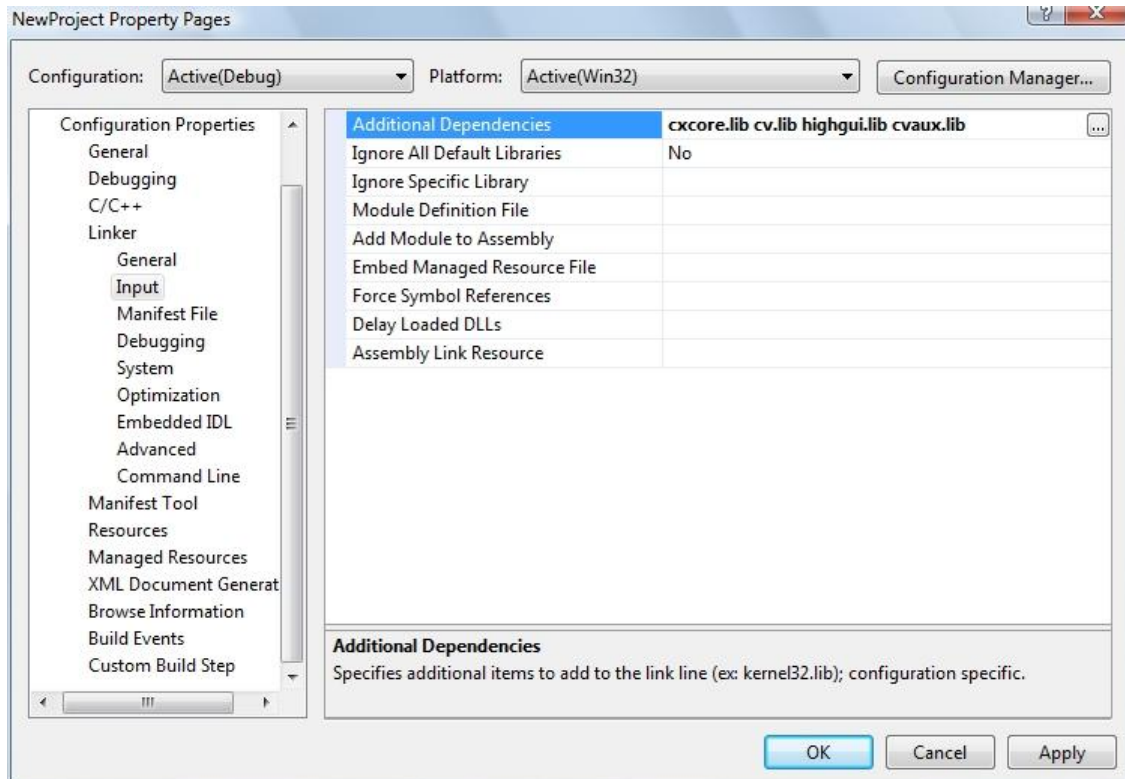 NewProject Property Pages
Configuration: Active(Debug) Platform: Active(Win32) Configuration Manager...
Configuration Properties
General
Debugging
C/C++
Linker
General
Input
Manifest File
Debugging
System
Optimization
Embedded IDL
Advanced
Command Line
Manifest Tool
Resources
Managed Resources
XML Document Generat
Browse Information
Build Events
Custom Build Step
Additional Dependencies cxcore.lib cv.lib highgui.lib cvaux.lib ...
Ignore All Default Libraries No
Ignore Specific Library
Module Definition File
Add Module to Assembly
Embed Managed Resource File
Force Symbol References
Delay Loaded DLLs
Assembly Link Resource
Additional Dependencies
Specifies additional items to add to the link line (ex: kernel32.lib); configuration specific.
OK Cancel Apply